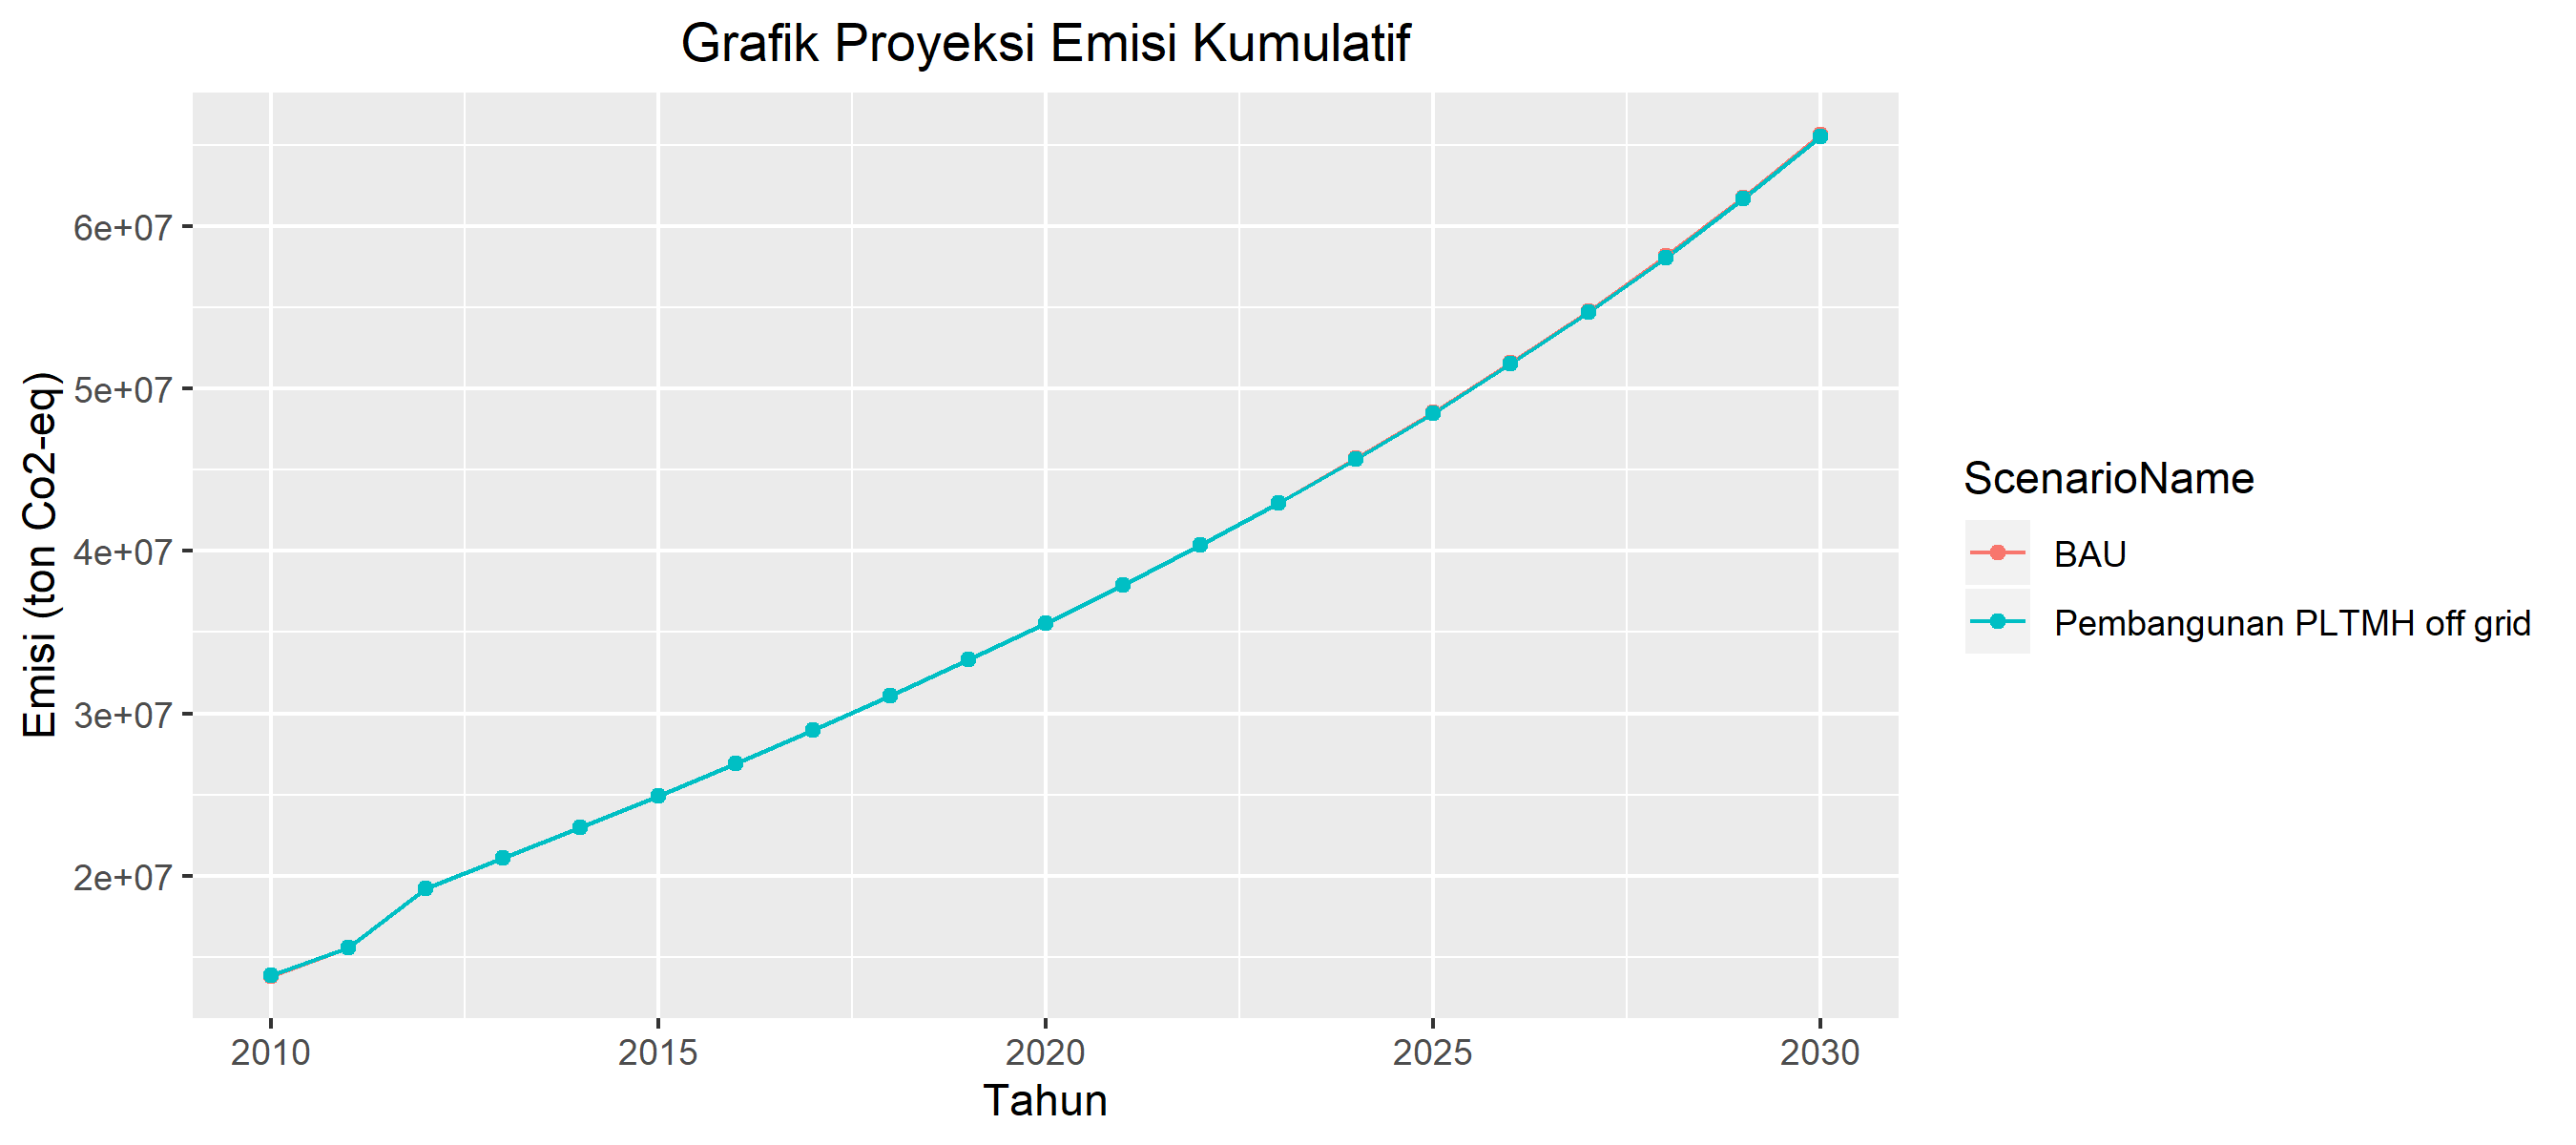 Grafik Proyeksi Emisi Kumulatif
Emisi (ton Co2-eq)
6e+07
5e+07
4e+07
3e+07
2e+07
2010
2015
2020
2025
2030
Tahun
ScenarioName
BAU
Pembangunan PLTMH off grid